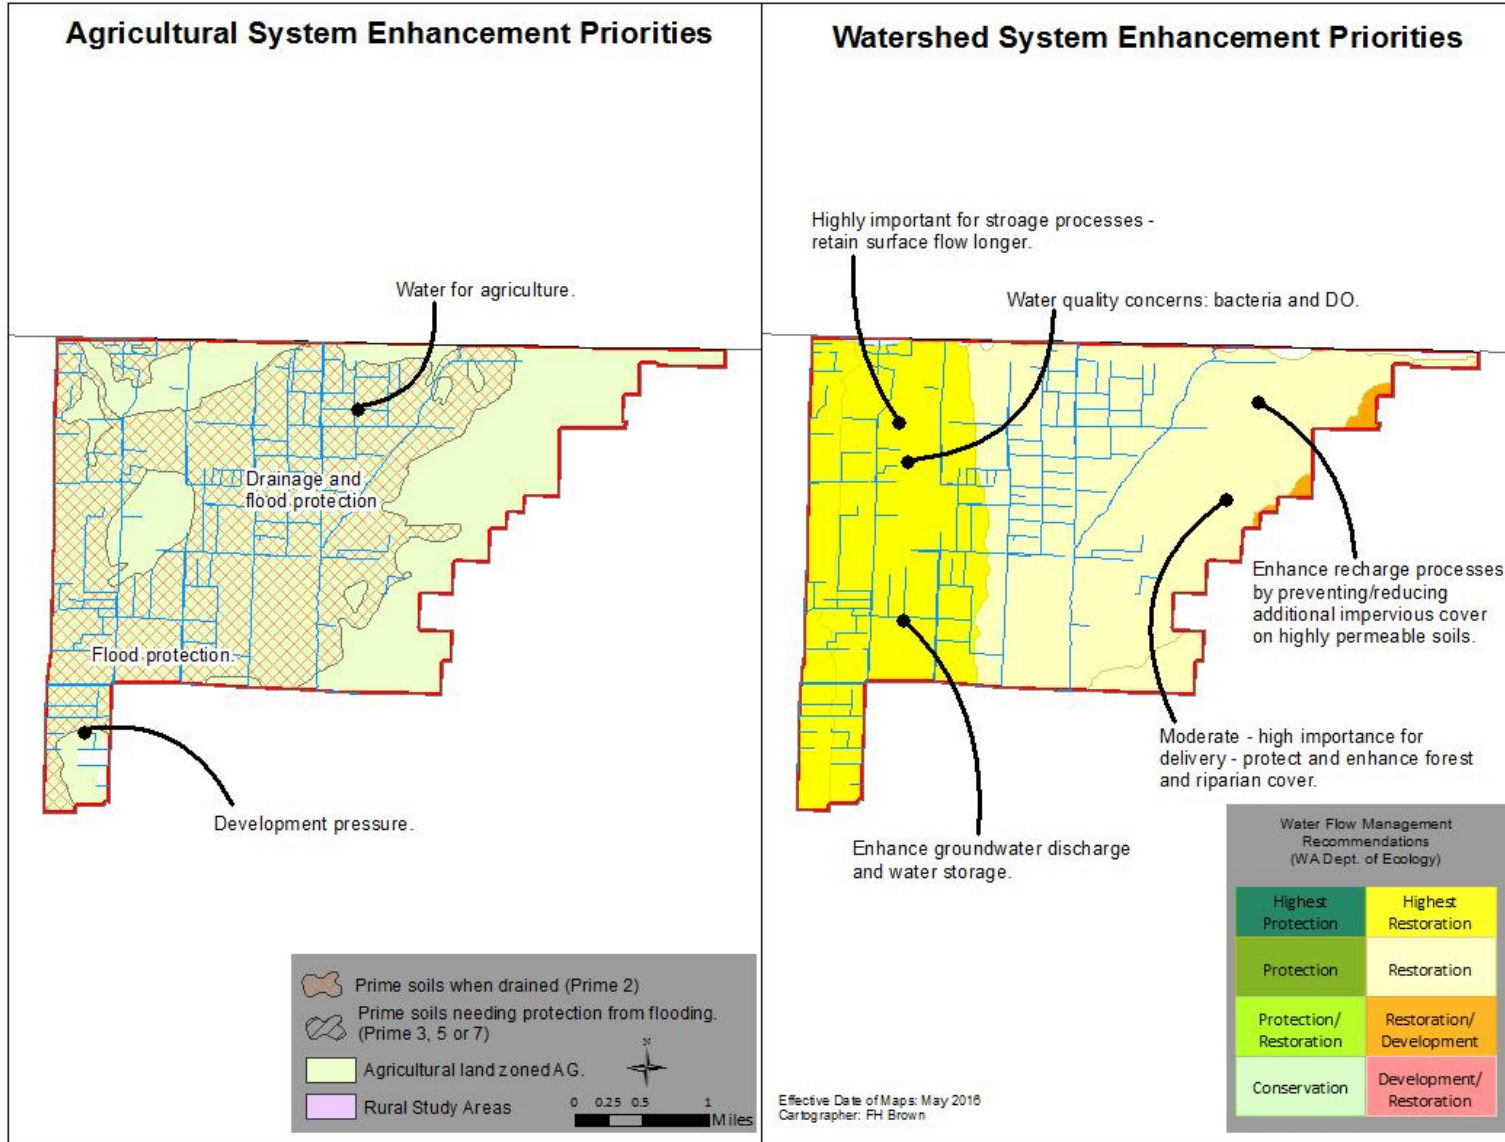 Agricultural System Enhancement Priorities
Water for agriculture.
Drainage and
flood protection
Flood protection.
Development pressure.
Prime soils when drained (Prime 2)
Prime soils needing protection from flooding.
(Prime 3, 5 or 7)
Agricultural land zoned AG.
Rural Study Areas
N
0 0.25 0.5 1
Miles
Watershed System Enhancement Priorities
Highly important for stroage processes -
retain surface flow longer.
Water quality concerns: bacteria and DO.
Enhance recharge processes
by preventing/reducing
additional impervious cover
on highly permeable soils.
Moderate - high importance for
delivery - protect and enhance forest
and riparian cover.
Enhance groundwater discharge
and water storage.
Water Flow Management
Recommendations
(WA Dept. of Ecology)
Highest
Protection
Highest
Restoration
Protection
Restoration
Protection/
Restoration
Restoration/
Development
Conservation
Development/
Restoration
Effective Date of Maps: May 2016
Cartographer: FH Brown